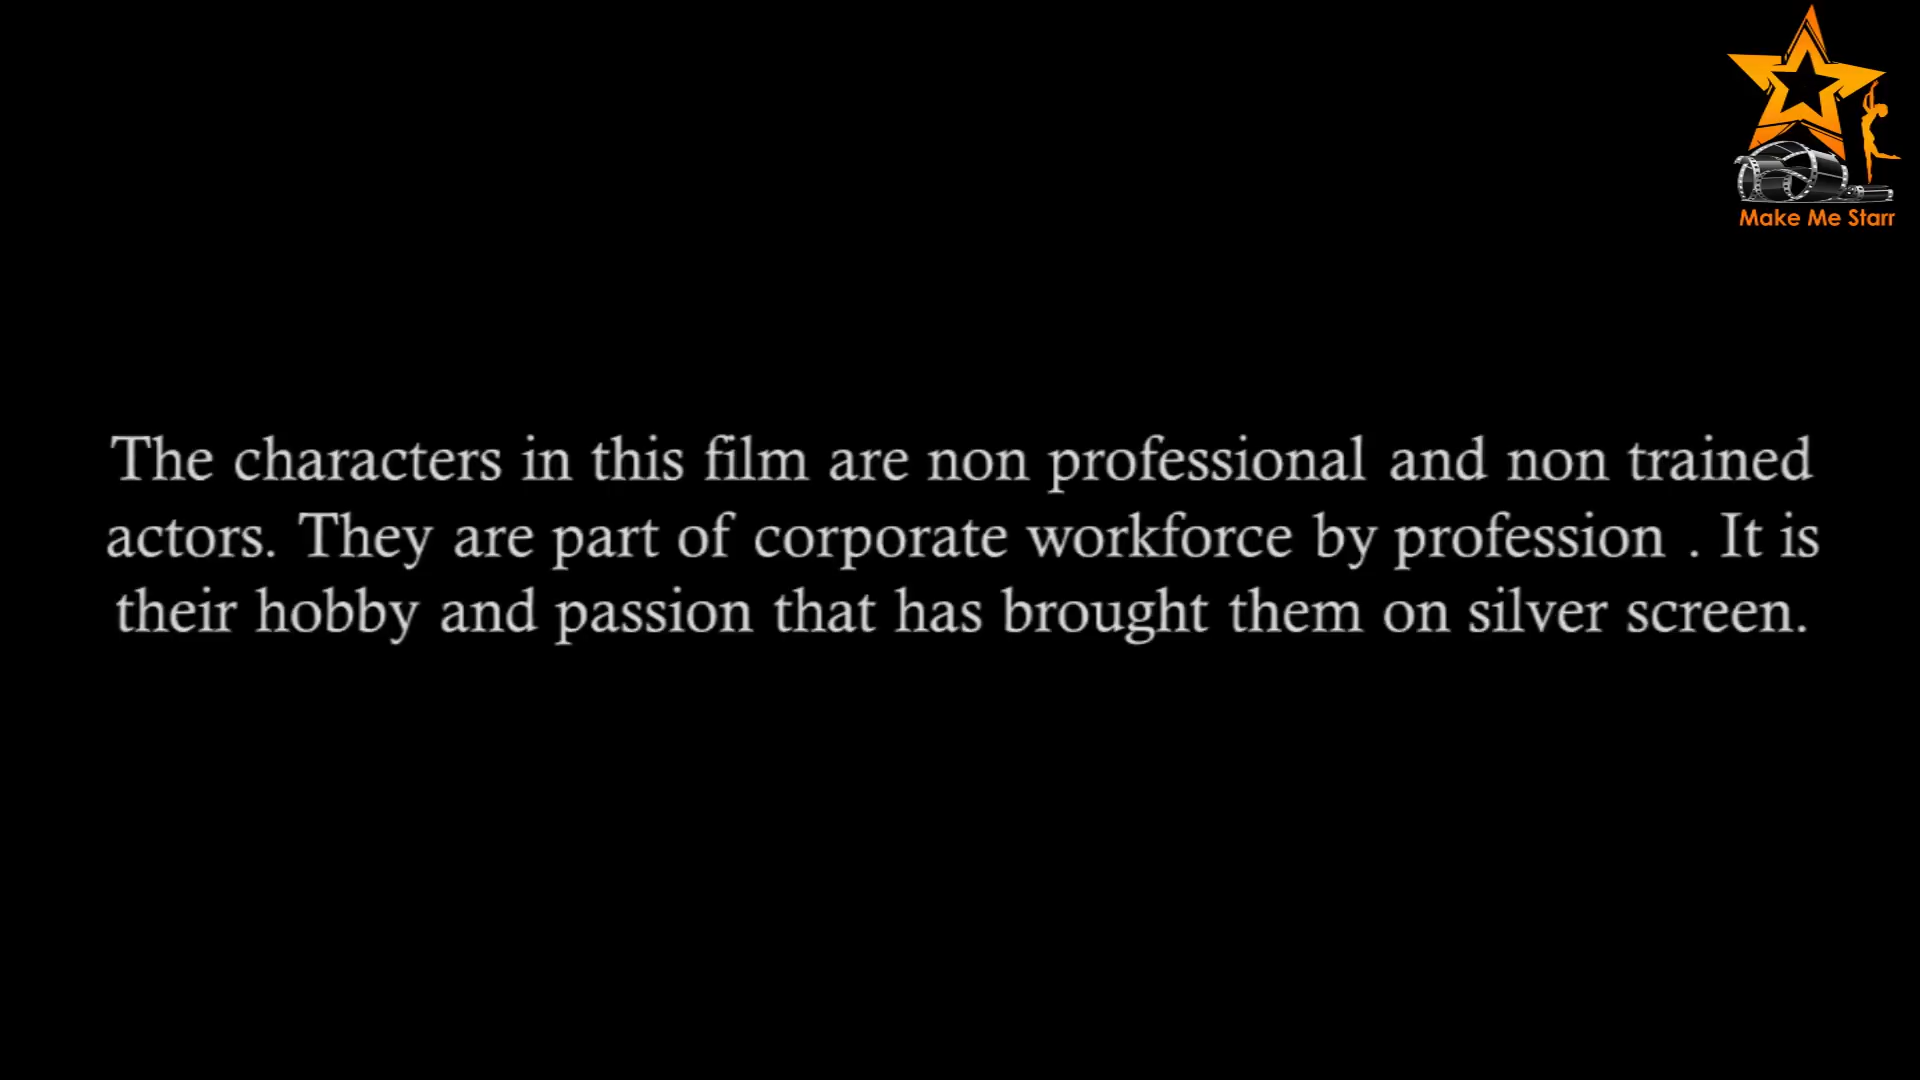 Make Me Starr
The characters in this film are non professional and non trained
actors. They are part of corporate workforce by profession . It is
their hobby and passion that has brought them on silver screen.